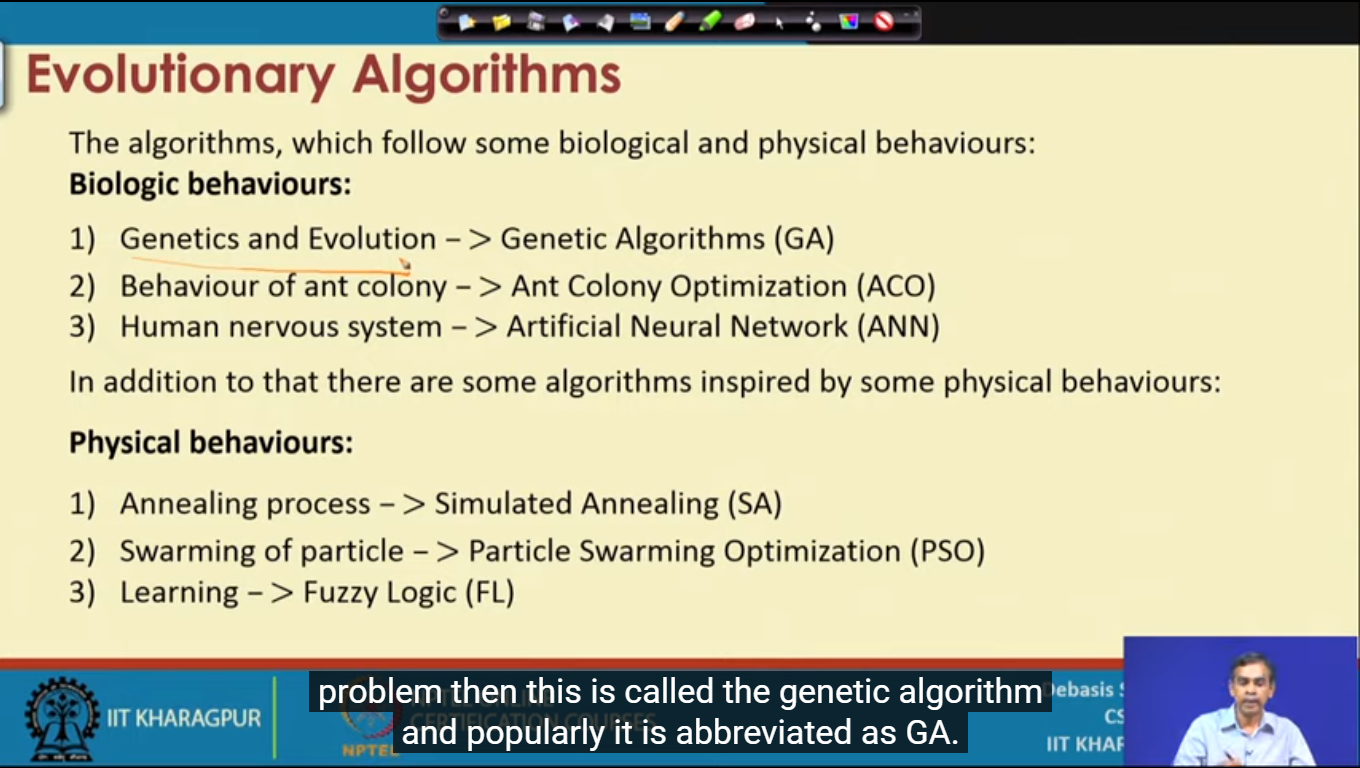 Evolutionary Algorithms
The algorithms, which follow some biological and physical behaviours:
Biologic behaviours:
1) Genetics and Evolution – > Genetic Algorithms (GA)
2) Behaviour of ant colony – > Ant Colony Optimization (ACO)
3) Human nervous system – > Artificial Neural Network (ANN)
In addition to that there are some algorithms inspired by some physical behaviours:
Physical behaviours:
1) Annealing process – > Simulated Annealing (SA)
2) Swarming of particle – > Particle Swarming Optimization (PSO)
3) Learning – > Fuzzy Logic (FL)
problem then this is called the genetic algorithm
and popularly it is abbreviated as GA.
IIT KHARAGPUR
NPTEL
CERTIFICATION COURSES
Debasis
IIT